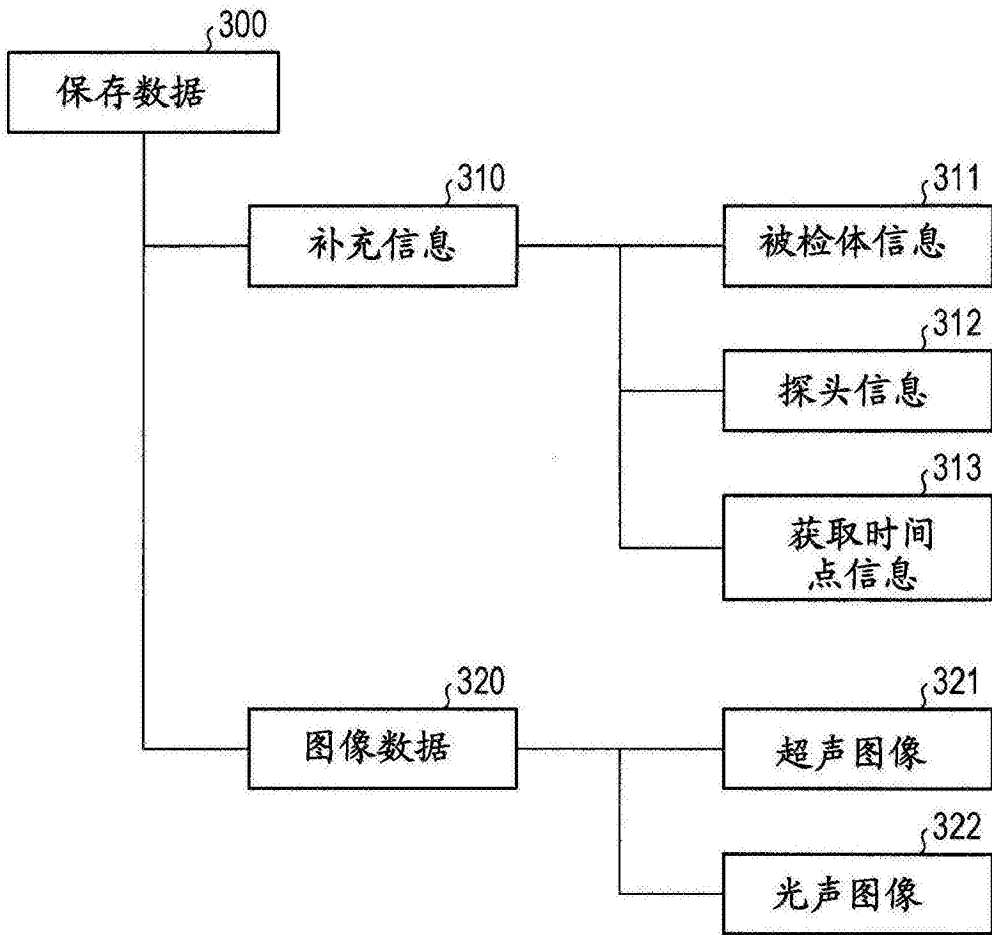 300
保存数据
310
补充信息
311
被检体信息
312
探头信息
313
获取时间
点信息
320
图像数据
321
超声图像
322
光声图像